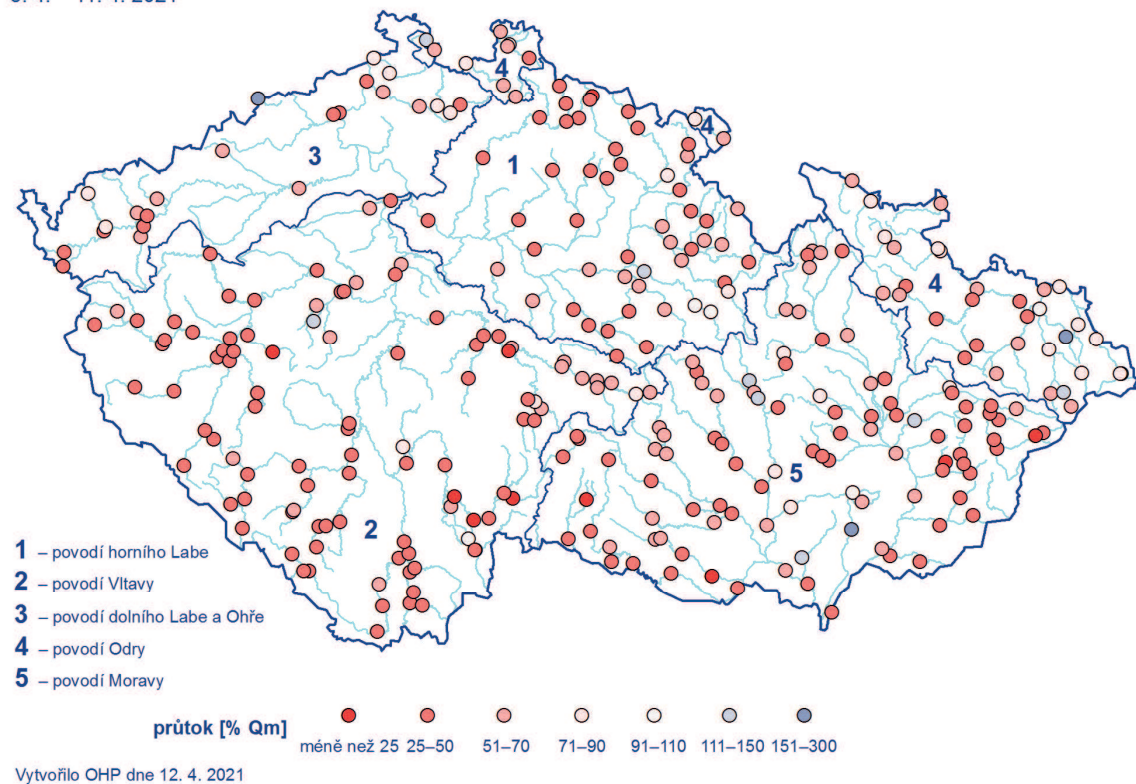 4
4
3
1
4
5
2
1 – povodí horního Labe
2 – povodí Vltavy
3 – povodí dolního Labe a Ohře
4 – povodí Odry
5 – povodí Moravy
průtok [% Qm]
méně než 25 25–50 51–70 71–90 91–110 111–150 151–300
Vytvořilo OHP dne 12. 4. 2021